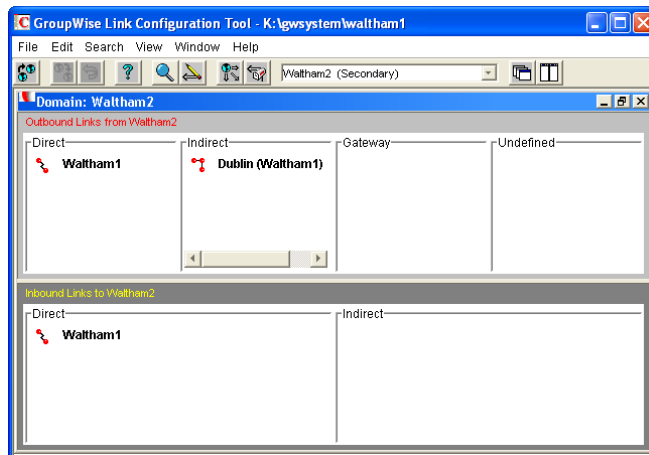 GroupWise Link Configuration Tool - K:\gwsystem\waltham1
File Edit Search View Window Help
Waltham2 (Secondary)
Domain: Waltham2
Outbound Links from Waltham2
Direct Indirect Gateway Undefined
Waltham1 Dublin (Waltham1)
Inbound Links to Waltham2
Direct Indirect
Waltham1